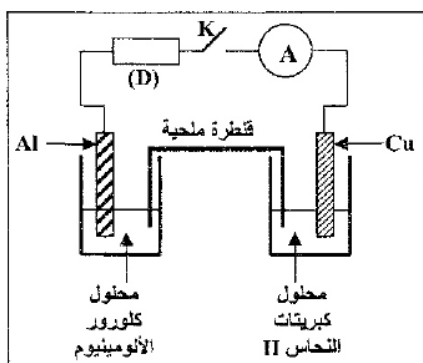 K
A
(D)
Al
قنطرة ملحية
Cu
محلول
كلورور
الألومينيوم
محلول
كبريتات
النحاس II